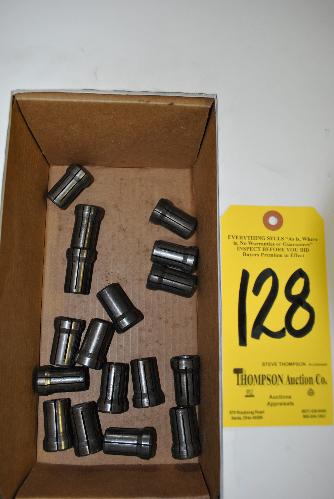 EVERYTHING SELLS "As Is, Where
is, No Warranties or Guarantees"
INSPECT BEFORE YOU BID
Buyers Premium in Effect
128
STEVE THOMPSON
THOMPSON Auction Co.
Auctions
Appraisals